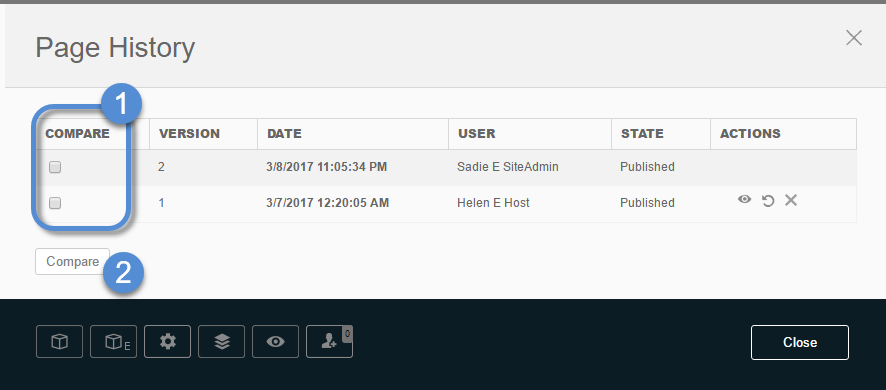 Page History
1
COMPARE VERSION DATE USER STATE ACTIONS
2 3/8/2017 11:05:34 PM Sadie E SiteAdmin Published
1 3/7/2017 12:20:05 AM Helen E Host Published
Compare
2
E
0
Close